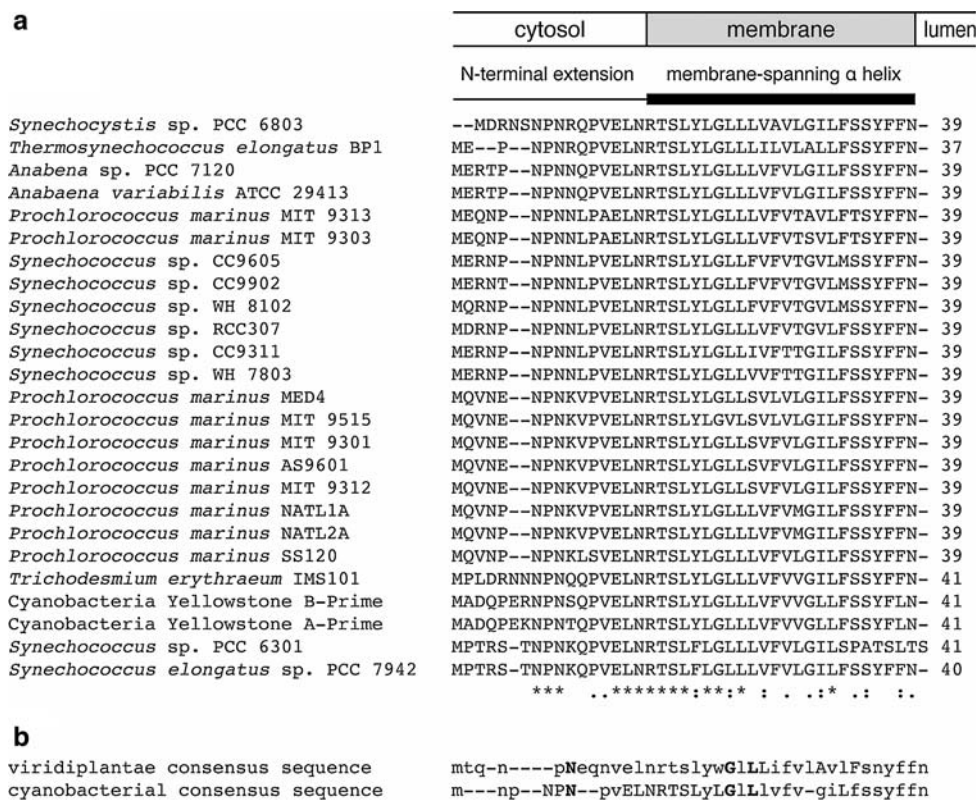 a
cytosol membrane lumen
N-terminal extension membrane-spanning α helix
Synechocystis sp. PCC 6803 --MDRNSNPNRQPVELNRTSLYLGLLLVAVLGILFSSYFFN- 39
Thermosynechococcus elongatus BP1 ME--P--NPNRQPVELNRTSLYLGLLLILVLALLFSSYFFN- 37
Anabena sp. PCC 7120 MERTP--NPNNQPVELNRTSLYLGLLLVFVLGILFSSYFFN- 39
Anabaena variabilis ATCC 29413 MERTP--NPNNQPVELNRTSLYLGLLLVFVLGILFSSYFFN- 39
Prochlorococcus marinus MIT 9313 MEQNP--NPNNLPAELNRTSLYLGLLLVFVTAVLFTSYFFN- 39
Prochlorococcus marinus MIT 9303 MEQNP--NPNNLPAELNRTSLYLGLLLVFVTSVLFTSYFFN- 39
Synechococcus sp. CC9605 MERNP--NPNNLPVELNRTSLYLGLLFVFVTGVLMSSYFFN- 39
Synechococcus sp. CC9902 MERNT--NPNNLPVELNRTSLYLGLLFVFVTGVLMSSYFFN- 39
Synechococcus sp. WH 8102 MQRNP--NPNNLPVELNRTSLYLGLLFVFVTGVLMSSYFFN- 39
Synechococcus sp. RCC307 MDRNP--NPNNLPVELNRTSLYLGLLLVFVTGVLFSSYFFN- 39
Synechococcus sp. CC9311 MERNP--NPNNLPVELNRTSLYLGLLIVFTTGILFSSYFFN- 39
Synechococcus sp. WH 7803 MERNP--NPNNLPVELNRTSLYLGLLVVFTTGILFSSYFFN- 39
Prochlorococcus marinus MED4 MQVNE--NPNKVPVELNRTSLYLGLLSVLVLGILFSSYFFN- 39
Prochlorococcus marinus MIT 9515 MQVNE--NPNKVPVELNRTSLYLGVLSVLVLGILFSSYFFN- 39
Prochlorococcus marinus MIT 9301 MQVNE--NPNKVPVELNRTSLYLGLLSVFVLGILFSSYFFN- 39
Prochlorococcus marinus AS9601 MQVNE--NPNKVPVELNRTSLYLGLLSVFVLGILFSSYFFN- 39
Prochlorococcus marinus MIT 9312 MQVNE--NPNKVPVELNRTSLYLGLLSVFVLGILFSSYFFN- 39
Prochlorococcus marinus NATL1A MQVNP--NPNKVPVELNRTSLYLGLLLVFVMGILFSSYFFN- 39
Prochlorococcus marinus NATL2A MQVNP--NPNKVPVELNRTSLYLGLLLVFVMGILFSSYFFN- 39
Prochlorococcus marinus SS120 MQVNP--NPNKLSVELNRTSLYLGLLLVFVLGILFSSYFFN- 39
Trichodesmium erythraeum IMS101 MPLDRNNNPNQQPVELNRTSLYLGLLLVFVVGILFSSYFFN- 41
Cyanobacteria Yellowstone B-Prime MADQPERNPNSQPVELNRTSLYLGLLLVFVVGLLFSSYFLN- 41
Cyanobacteria Yellowstone A-Prime MADQPEKNPNTQPVELNRTSLYLGLLLVFVVGLLFSSYFLN- 41
Synechococcus sp. PCC 6301 MPTRS-TNPNKQPVELNRTSLFLGLLLVFVLGILSPATSLTS 41
Synechococcus elongatus sp. PCC 7942 MPTRS-TNPNKQPVELNRTSLFLGLLLVFVLGILFSSYFFN- 40
*** ..*******:**:* : . .:* .: :.
b
viridiplantae consensus sequence mtq-n----pNeqnvelnrtslywGlLLifvlAvlFsnyffn
cyanobacterial consensus sequence m---np--NPN--pvELNRTSLyLGlLlvfv-giLfssyffn